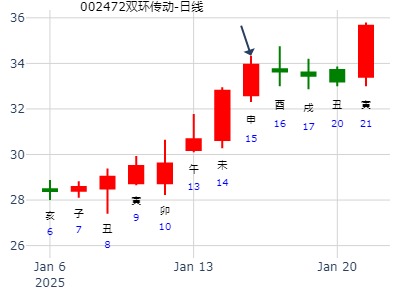 002472双环传动-日线
36
34
32
30
28
26
亥
6
子
7
丑
8
寅
9
卯
10
午
13
未
14
申
15
酉
16
戌
17
丑
20
寅
21
Jan 6
2025
Jan 13
Jan 20